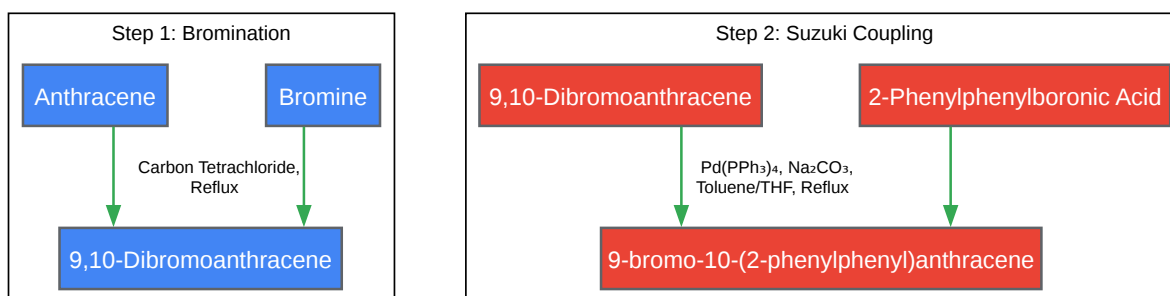 Step 1: Bromination
Anthracene
Bromine
Carbon Tetrachloride,
Reflux
9,10-Dibromoanthracene
Step 2: Suzuki Coupling
9,10-Dibromoanthracene
2-Phenylphenylboronic Acid
Pd(PPh₃)₄, Na₂CO₃,
Toluene/THF, Reflux
9-bromo-10-(2-phenylphenyl)anthracene